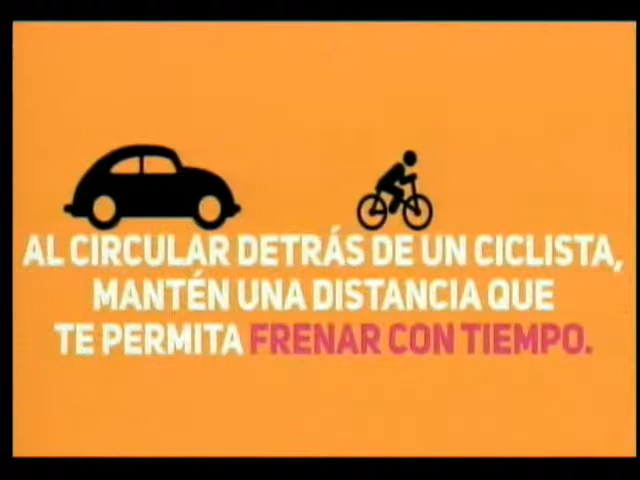 AL CIRCULAR DETRÁS DE UN CICLISTA,
MANTÉN UNA DISTANCIA QUE
TE PERMITA FRENAR CON TIEMPO.